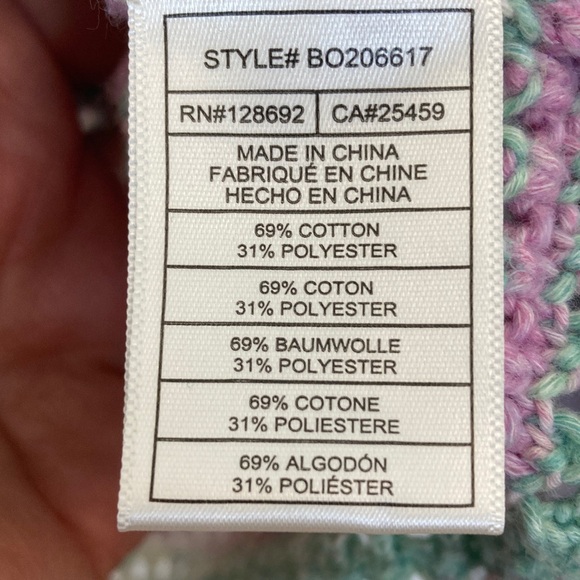 STYLE# BO206617
RN#128692 CA#25459
MADE IN CHINA
FABRIQUÉ EN CHINE
HECHO EN CHINA
69% COTTON
31% POLYESTER
69% COTON
31% POLYESTER
69% BAUMWOLLE
31% POLYESTER
69% COTONE
31% POLIESTERE
69% ALGODÓN
31% POLIÉSTER